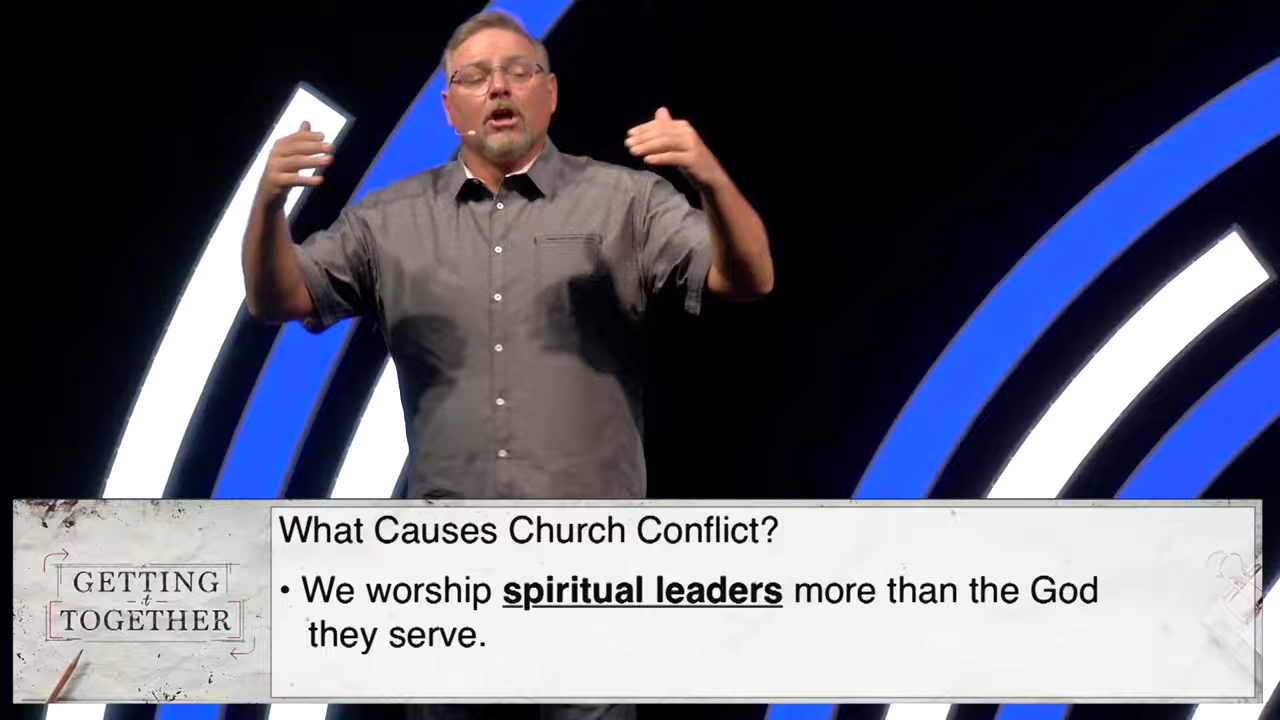 GETTING
it
TOGETHER
What Causes Church Conflict?
• We worship spiritual leaders more than the God
they serve.